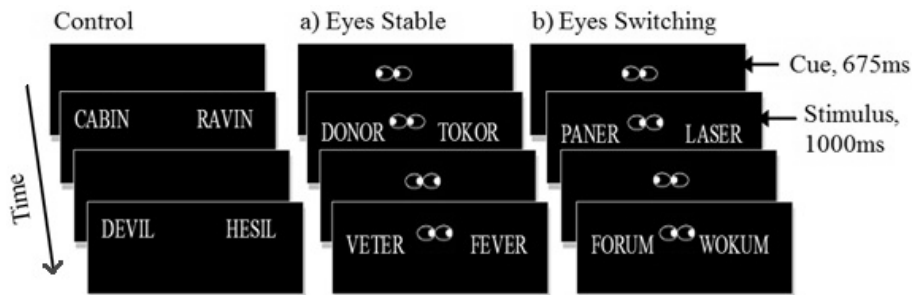 Control
a) Eyes Stable
b) Eyes Switching
Cue, 675ms
CABIN RAVIN
DONOR TOKOR
PANER LASER
Stimulus,
1000ms
Time
DEVIL HESIL
VETER FEVER
FORUM WOKUM